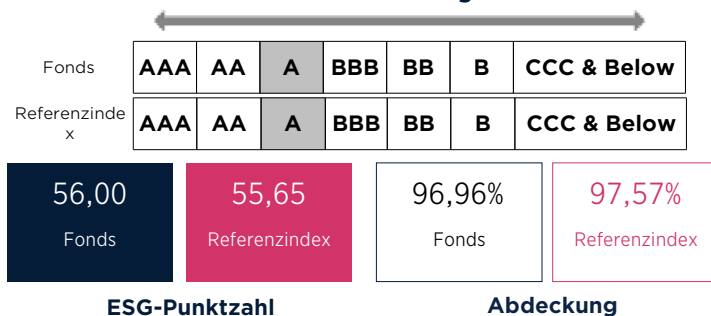 Fonds AAA AA A BBB BB B CCC & Below
Referenzinde
x AAA AA A BBB BB B CCC & Below
56,00 55,65 96,96% 97,57%
Fonds Referenzindex Fonds Referenzindex
ESG-Punktzahl Abdeckung